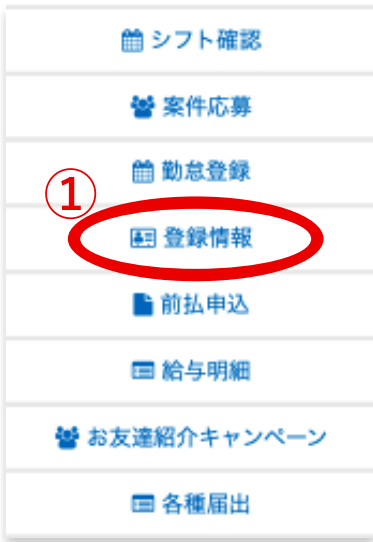 シフト確認
案件応募
勤怠登録
①
登録情報
前払申込
給与明細
お友達紹介キャンペーン
各種届出